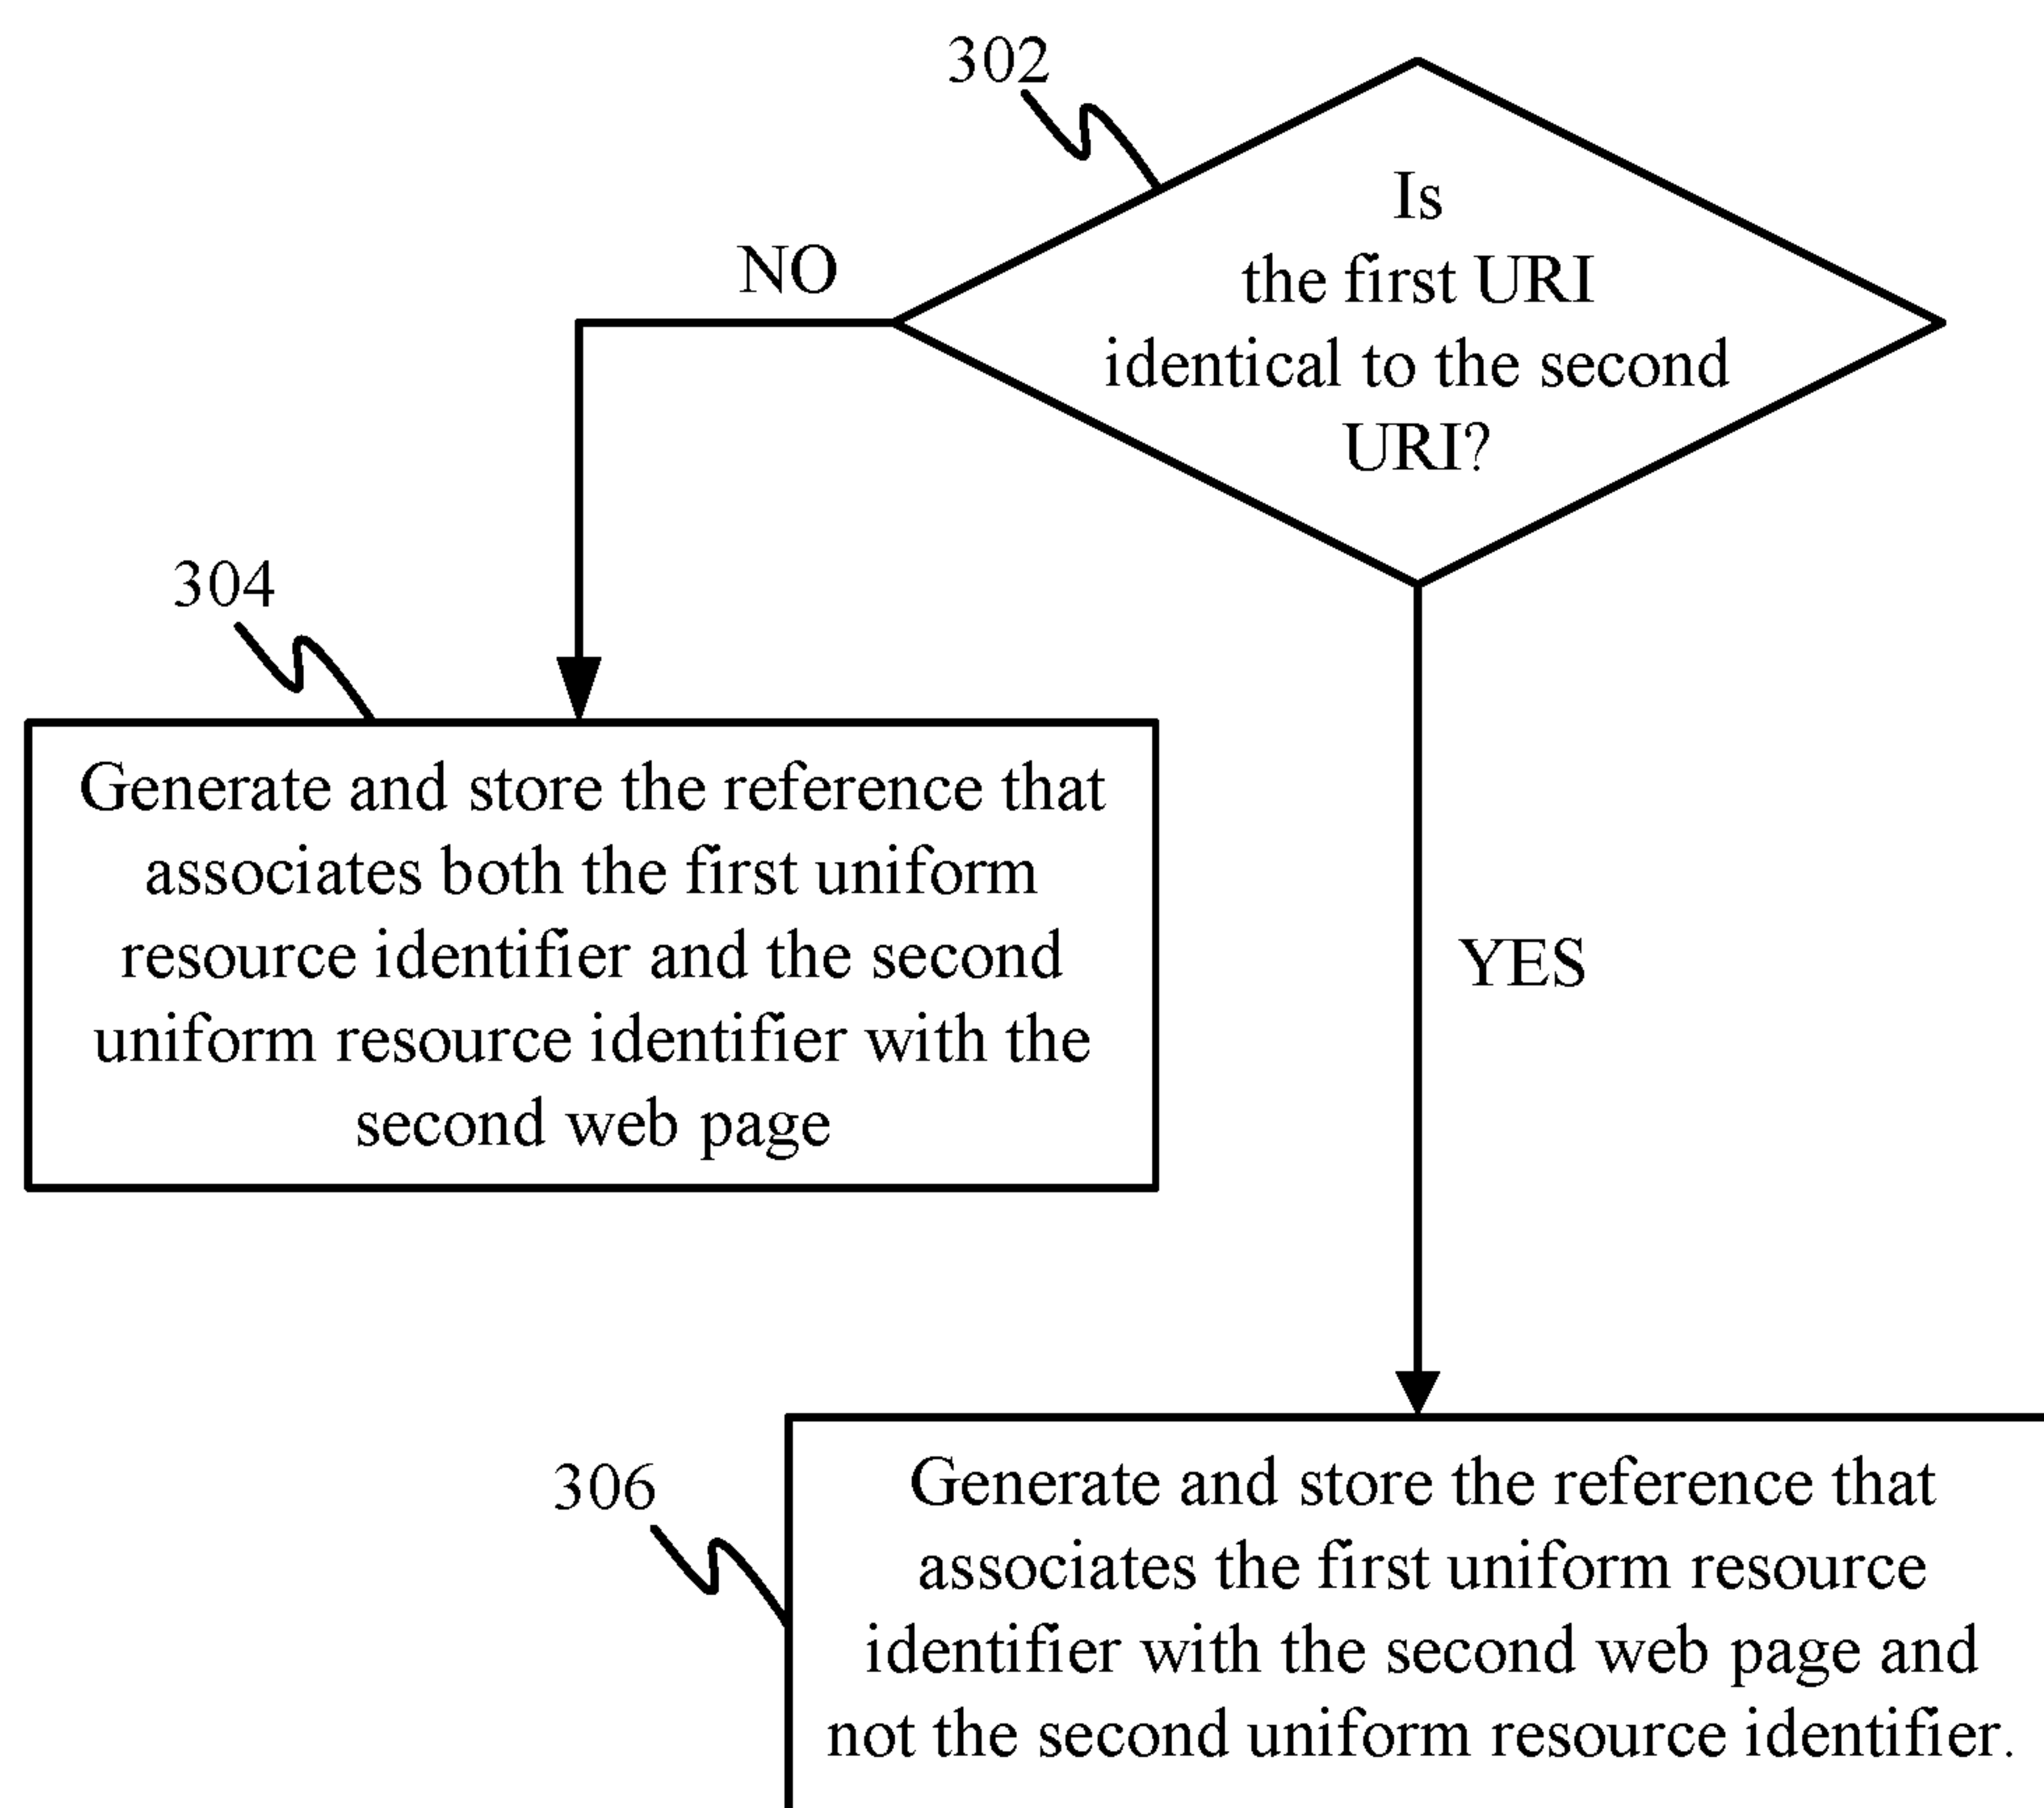 302
Is
the first URI
identical to the second
URI?
NO
304
Generate and store the reference that
associates both the first uniform
resource identifier and the second
uniform resource identifier with the
second web page
YES
306
Generate and store the reference that
associates the first uniform resource
identifier with the second web page and
not the second uniform resource identifier.